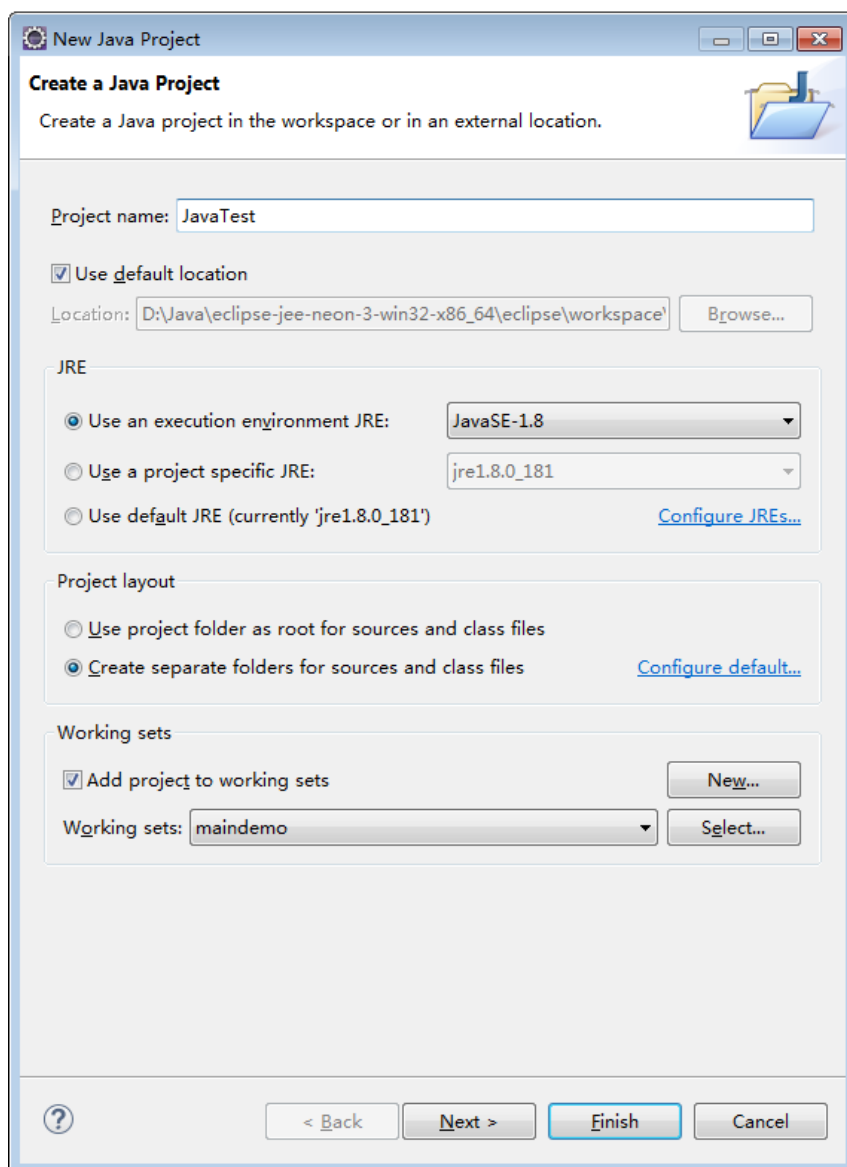 New Java Project
Create a Java Project
Create a Java project in the workspace or in an external location.
Project name: JavaTest
Use default location
Location: D:\Java\eclipse-jee-neon-3-win32-x86_64\eclipse\workspace\ Browse...
JRE
Use an execution environment JRE: JavaSE-1.8
Use a project specific JRE: jre1.8.0_181
Use default JRE (currently 'jre1.8.0_181') Configure JREs...
Project layout
Use project folder as root for sources and class files
Create separate folders for sources and class files Configure default...
Working sets
Add project to working sets New...
Working sets: maindemo Select...
? < Back Next > Finish Cancel